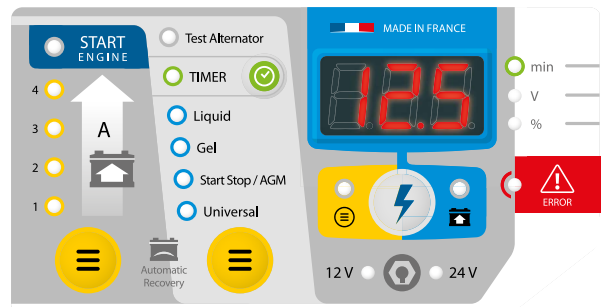 START
ENGINE
4
3
2
1
A
Test Alternator
TIMER
Liquid
Gel
Start Stop / AGM
Universal
Automatic
Recovery
MADE IN FRANCE
12.5
min
V
%
ERROR
12 V
24 V